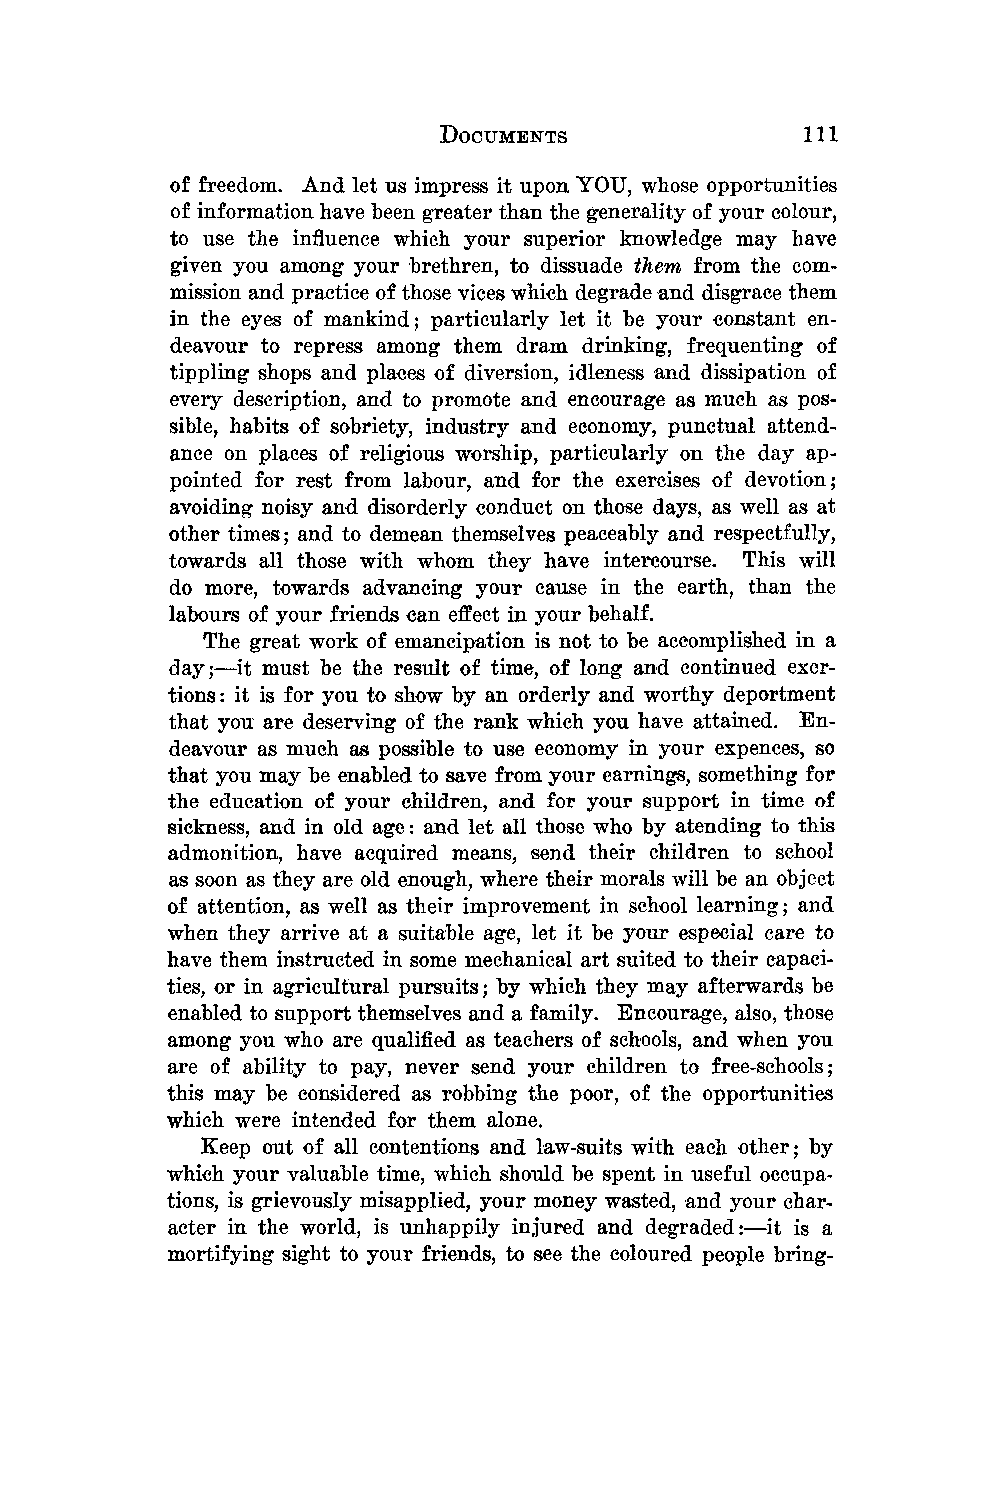 DOCUMENTS 111
of freedom. And let us impress it upon YOU, whose opportunities
of information have been greater than the generality of your colour,
to use the influence which your superior knowledge may have
given you among your brethren, to dissuade them from the com-
mission and practice of those vices which degrade and disgrace them
in the eyes of mankind; particularly let it be your constant en-
deavour to repress among them dram drinking, frequenting of
tippling shops and places of diversion, idleness and dissipation of
every description, and to promote and encourage as much as pos-
sible, habits of sobriety, industry and economy, punctual attend-
ance on places of religious worship, particularly on the day ap-
pointed for rest from labour, and for the exercises of devotion;
avoiding noisy and disorderly conduct on those days, as well as at
other times; and to demean themselves peaceably and respectfully,
towards all those with whom they have intercourse. This will
do more, towards advancing your cause in the earth, than the
labours of your friends can effect in your behalf.
The great work of emancipation is not to be accomplished in a
day;—it must be the result of time, of long and continued exer-
tions: it is for you to show by an orderly and worthy deportment
that you are deserving of the rank which you have attained. En-
deavour as much as possible to use economy in your expences, so
that you may be enabled to save from your earnings, something for
the education of your children, and for your support in time of
sickness, and in old age: and let all those who by atending to this
admonition, have acquired means, send their children to school
as soon as they are old enough, where their morals will be an object
of attention, as well as their improvement in school learning; and
when they arrive at a suitable age, let it be your especial care to
have them instructed in some mechanical art suited to their capaci-
ties, or in agricultural pursuits; by which they may afterwards be
enabled to support themselves and a family. Encourage, also, those
among you who are qualified as teachers of schools, and when you
are of ability to pay, never send your children to free-schools;
this may be considered as robbing the poor, of the opportunities
which were intended for them alone.
Keep out of all contentions and law-suits with each other; by
which your valuable time, which should be spent in useful occupa-
tions, is grievously misapplied, your money wasted, and your char-
acter in the world, is unhappily injured and degraded:—it is a
mortifying sight to your friends, to see the coloured people bring-